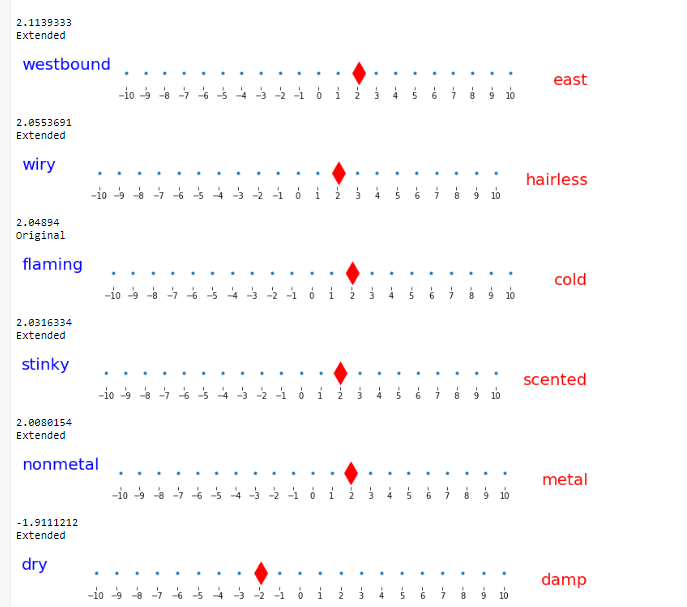 2.1139333
Extended
westbound
east
−10 −9 −8 −7 −6 −5 −4 −3 −2 −1 0 1 2 3 4 5 6 7 8 9 10
2.0553691
Extended
wiry
hairless
−10 −9 −8 −7 −6 −5 −4 −3 −2 −1 0 1 2 3 4 5 6 7 8 9 10
2.04894
Original
flaming
cold
−10 −9 −8 −7 −6 −5 −4 −3 −2 −1 0 1 2 3 4 5 6 7 8 9 10
2.0316334
Extended
stinky
scented
−10 −9 −8 −7 −6 −5 −4 −3 −2 −1 0 1 2 3 4 5 6 7 8 9 10
2.0080154
Extended
nonmetal
metal
−10 −9 −8 −7 −6 −5 −4 −3 −2 −1 0 1 2 3 4 5 6 7 8 9 10
-1.9111212
Extended
dry
damp
−10 −9 −8 −7 −6 −5 −4 −3 −2 −1 0 1 2 3 4 5 6 7 8 9 10